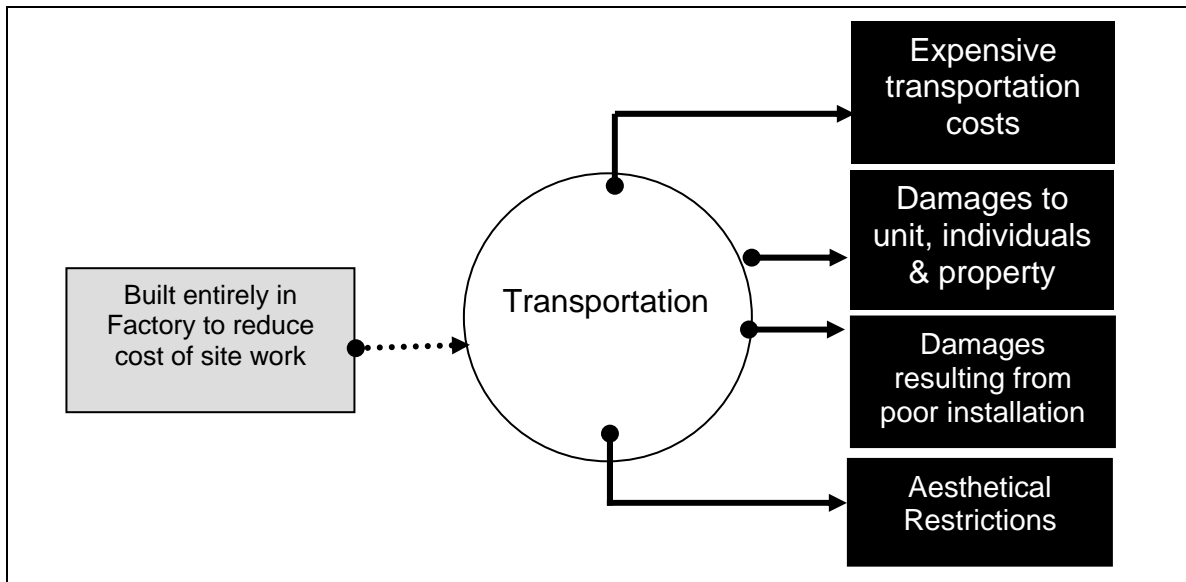 Built entirely in
Factory to reduce
cost of site work
Transportation
Expensive
transportation
costs
Damages to
unit, individuals
& property
Damages
resulting from
poor installation
Aesthetical
Restrictions